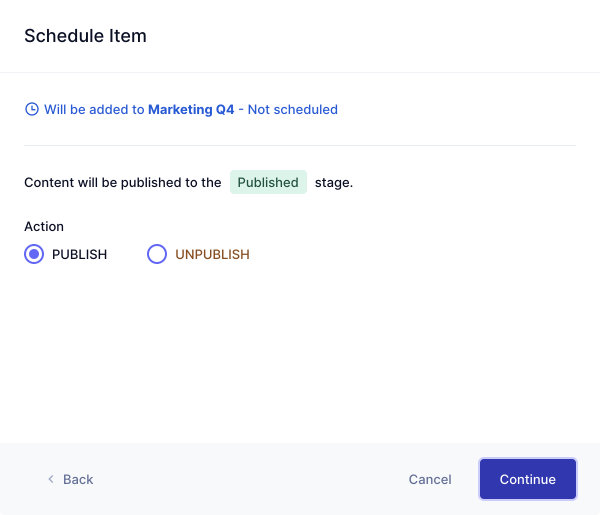 Schedule Item
Will be added to Marketing Q4 - Not scheduled
Content will be published to the Published stage.
Action
PUBLISH UNPUBLISH
Back Cancel Continue